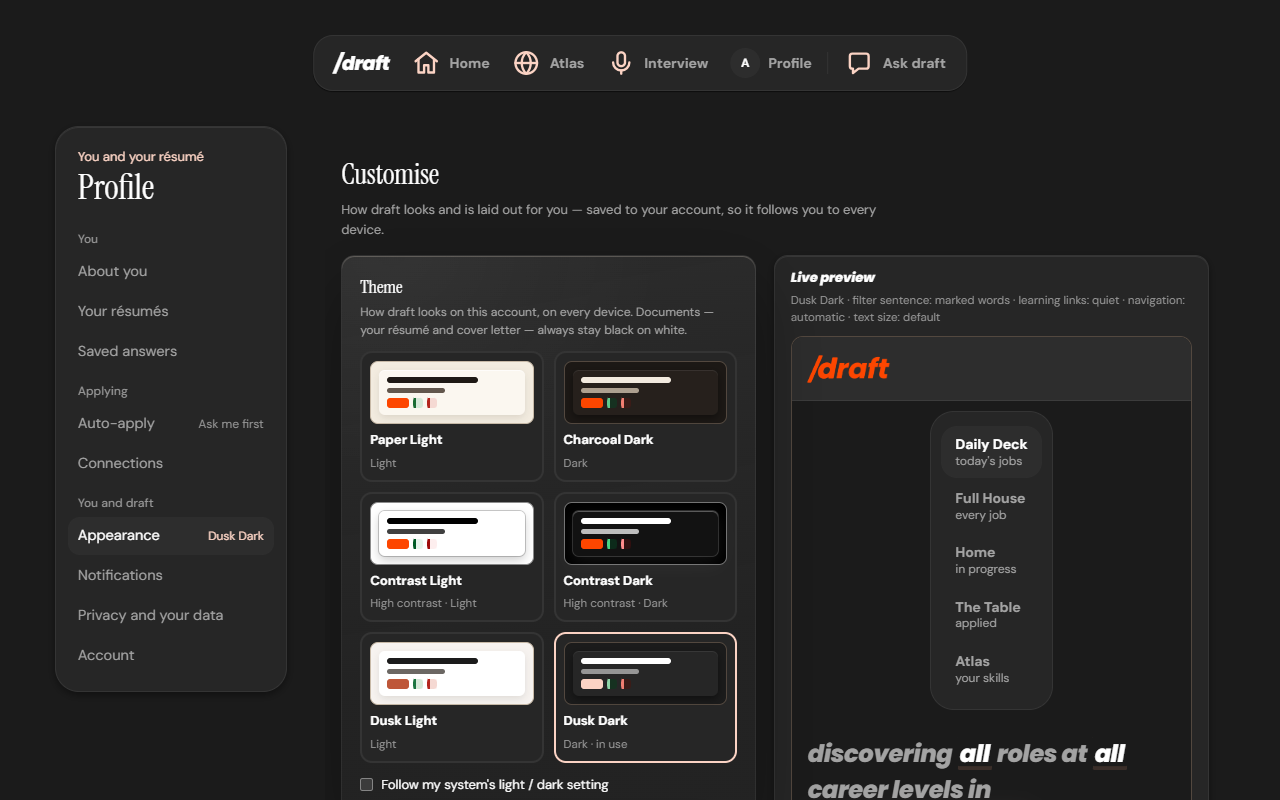 /draft
Home
Atlas
Interview
A
Profile
Ask draft
You and your résumé
Profile
You
About you
Your résumés
Saved answers
Applying
Auto-apply
Ask me first
Connections
You and draft
Appearance
Dusk Dark
Notifications
Privacy and your data
Account
Customise
How draft looks and is laid out for you — saved to your account, so it follows you to every
device.
Theme
How draft looks on this account, on every device. Documents —
your résumé and cover letter — always stay black on white.
Paper Light
Light
Charcoal Dark
Dark
Contrast Light
High contrast · Light
Contrast Dark
High contrast · Dark
Dusk Light
Light
Dusk Dark
Dark · in use
Follow my system's light / dark setting
Live preview
Dusk Dark · filter sentence: marked words · learning links: quiet · navigation:
automatic · text size: default
/draft
Daily Deck
today's jobs
Full House
every job
Home
in progress
The Table
applied
Atlas
your skills
discovering all roles at all
career levels in